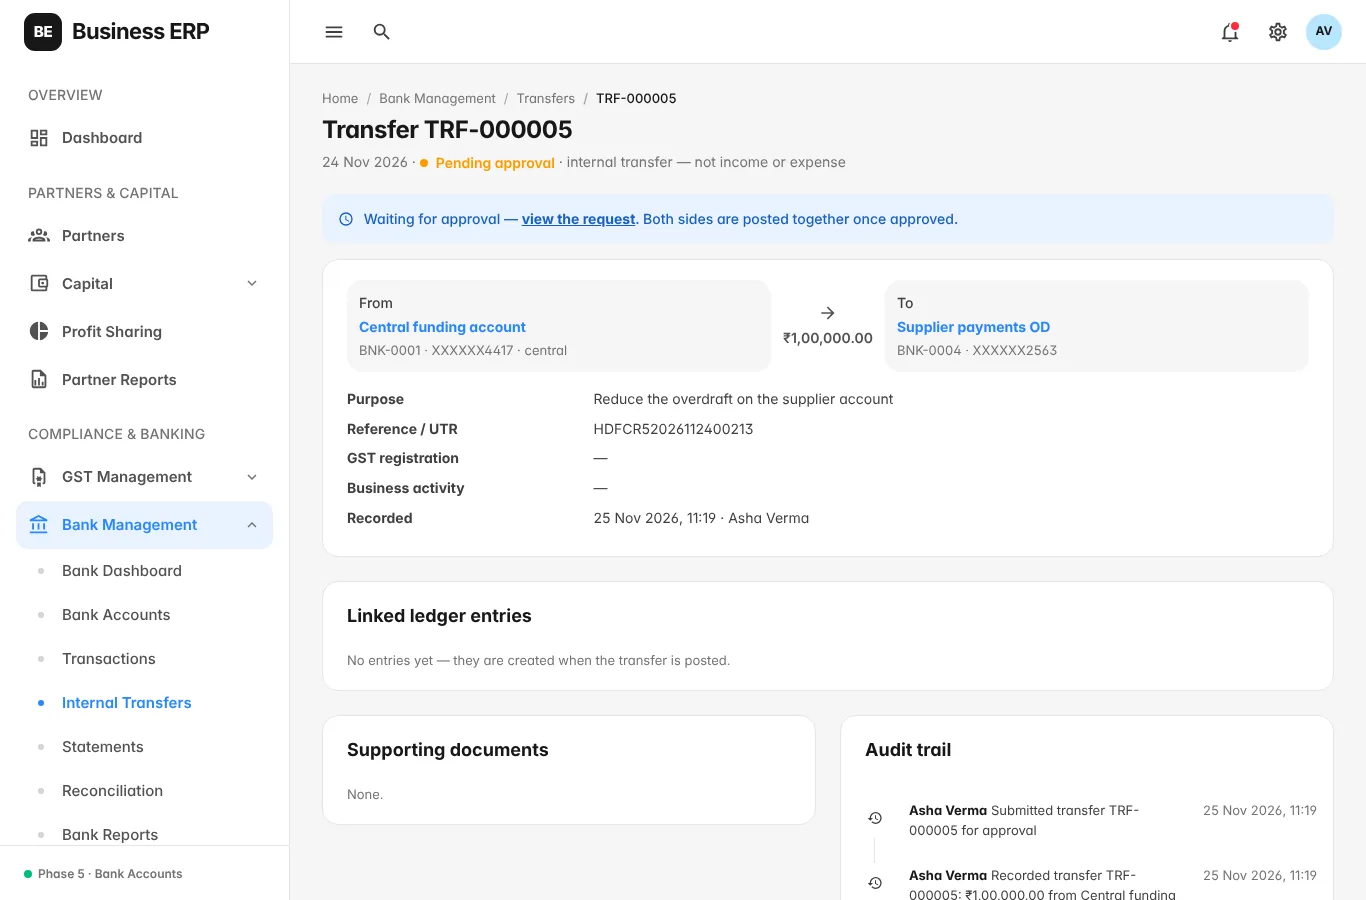 BE Business ERP
OVERVIEW
Dashboard
PARTNERS & CAPITAL
Partners
Capital
Profit Sharing
Partner Reports
COMPLIANCE & BANKING
GST Management
Bank Management
Bank Dashboard
Bank Accounts
Transactions
Internal Transfers
Statements
Reconciliation
Bank Reports
Phase 5 · Bank Accounts
AV
Home / Bank Management / Transfers / TRF-000005
Transfer TRF-000005
24 Nov 2026 · Pending approval · internal transfer — not income or expense
Waiting for approval — view the request. Both sides are posted together once approved.
From
Central funding account
BNK-0001 · XXXXXX4417 · central
→
₹1,00,000.00
To
Supplier payments OD
BNK-0004 · XXXXXX2563
Purpose Reduce the overdraft on the supplier account
Reference / UTR HDFCR52026112400213
GST registration —
Business activity —
Recorded 25 Nov 2026, 11:19 · Asha Verma
Linked ledger entries
No entries yet — they are created when the transfer is posted.
Supporting documents
None.
Audit trail
Asha Verma Submitted transfer TRF- 25 Nov 2026, 11:19
000005 for approval
Asha Verma Recorded transfer TRF- 25 Nov 2026, 11:19
000005: ₹1,00,000.00 from Central funding